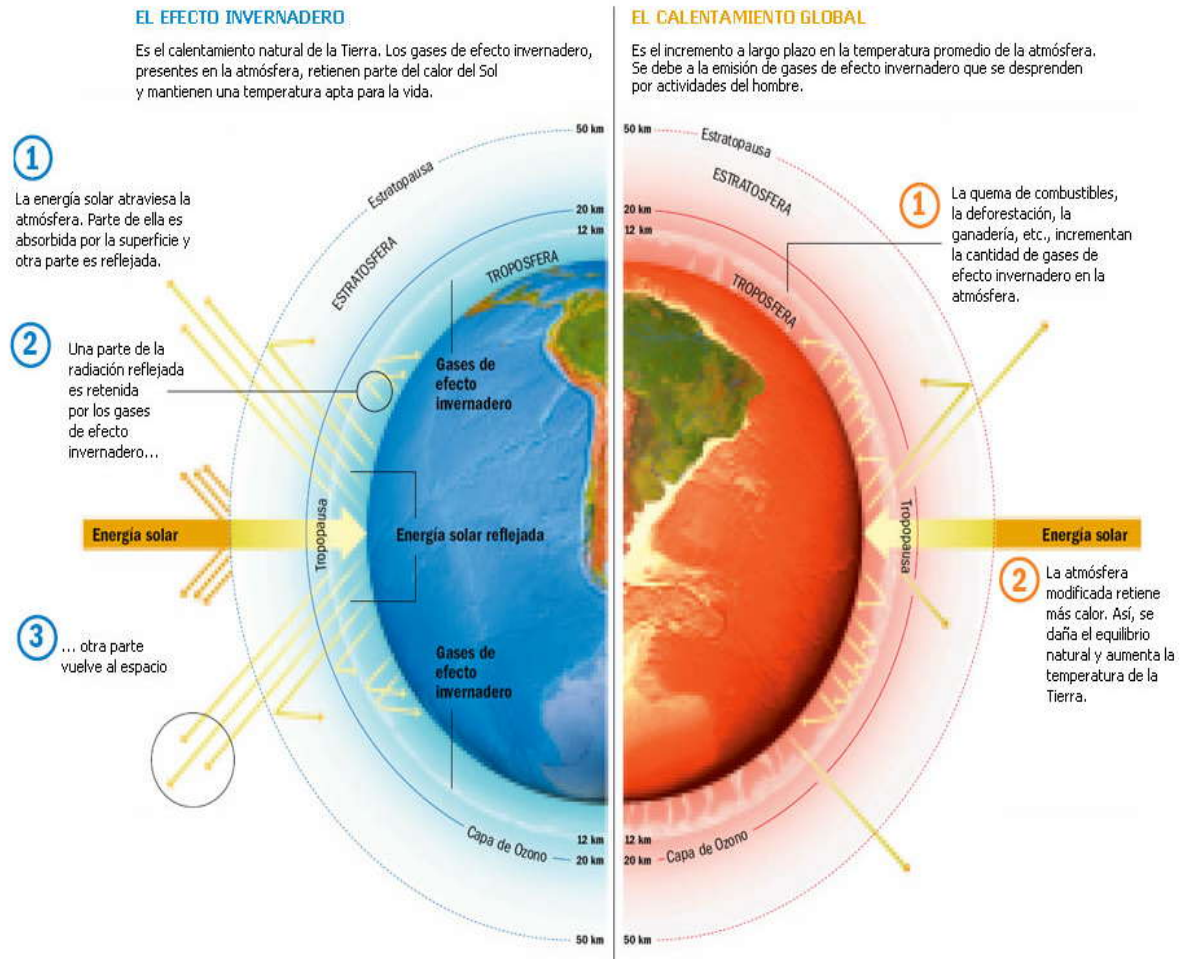 EL EFECTO INVERNADERO
Es el calentamiento natural de la Tierra. Los gases de efecto invernadero,
presentes en la atmósfera, retienen parte del calor del Sol
y mantienen una temperatura apta para la vida.
1
La energía solar atraviesa la
atmósfera. Parte de ella es
absorbida por la superficie y
otra parte es reflejada.
2
Una parte de la
radiación reflejada
es retenida
por los gases
de efecto
invernadero...
Energía solar
3
... otra parte
vuelve al espacio
50 km
Estratopausa
20 km
12 km
ESTRATOSFERA
TROPOSFERA
Gases de
efecto
invernadero
Tropopausa
Energía solar reflejada
Gases de
efecto
invernadero
Capa de Ozono
12 km
20 km
50 km
EL CALENTAMIENTO GLOBAL
Es el incremento a largo plazo en la temperatura promedio de la atmósfera.
Se debe a la emisión de gases de efecto invernadero que se desprenden
por actividades del hombre.
50 km
Estratopausa
ESTRATOSFERA
20 km
12 km
TROPOSFERA
1
La quema de combustibles,
la deforestación, la
ganadería, etc., incrementan
la cantidad de gases de
efecto invernadero en la
atmósfera.
Tropopausa
Energía solar
2
La atmósfera
modificada retiene
más calor. Así, se
daña el equilibrio
natural y aumenta la
temperatura de la
Tierra.
12 km
20 km
Capa de Ozono
50 km